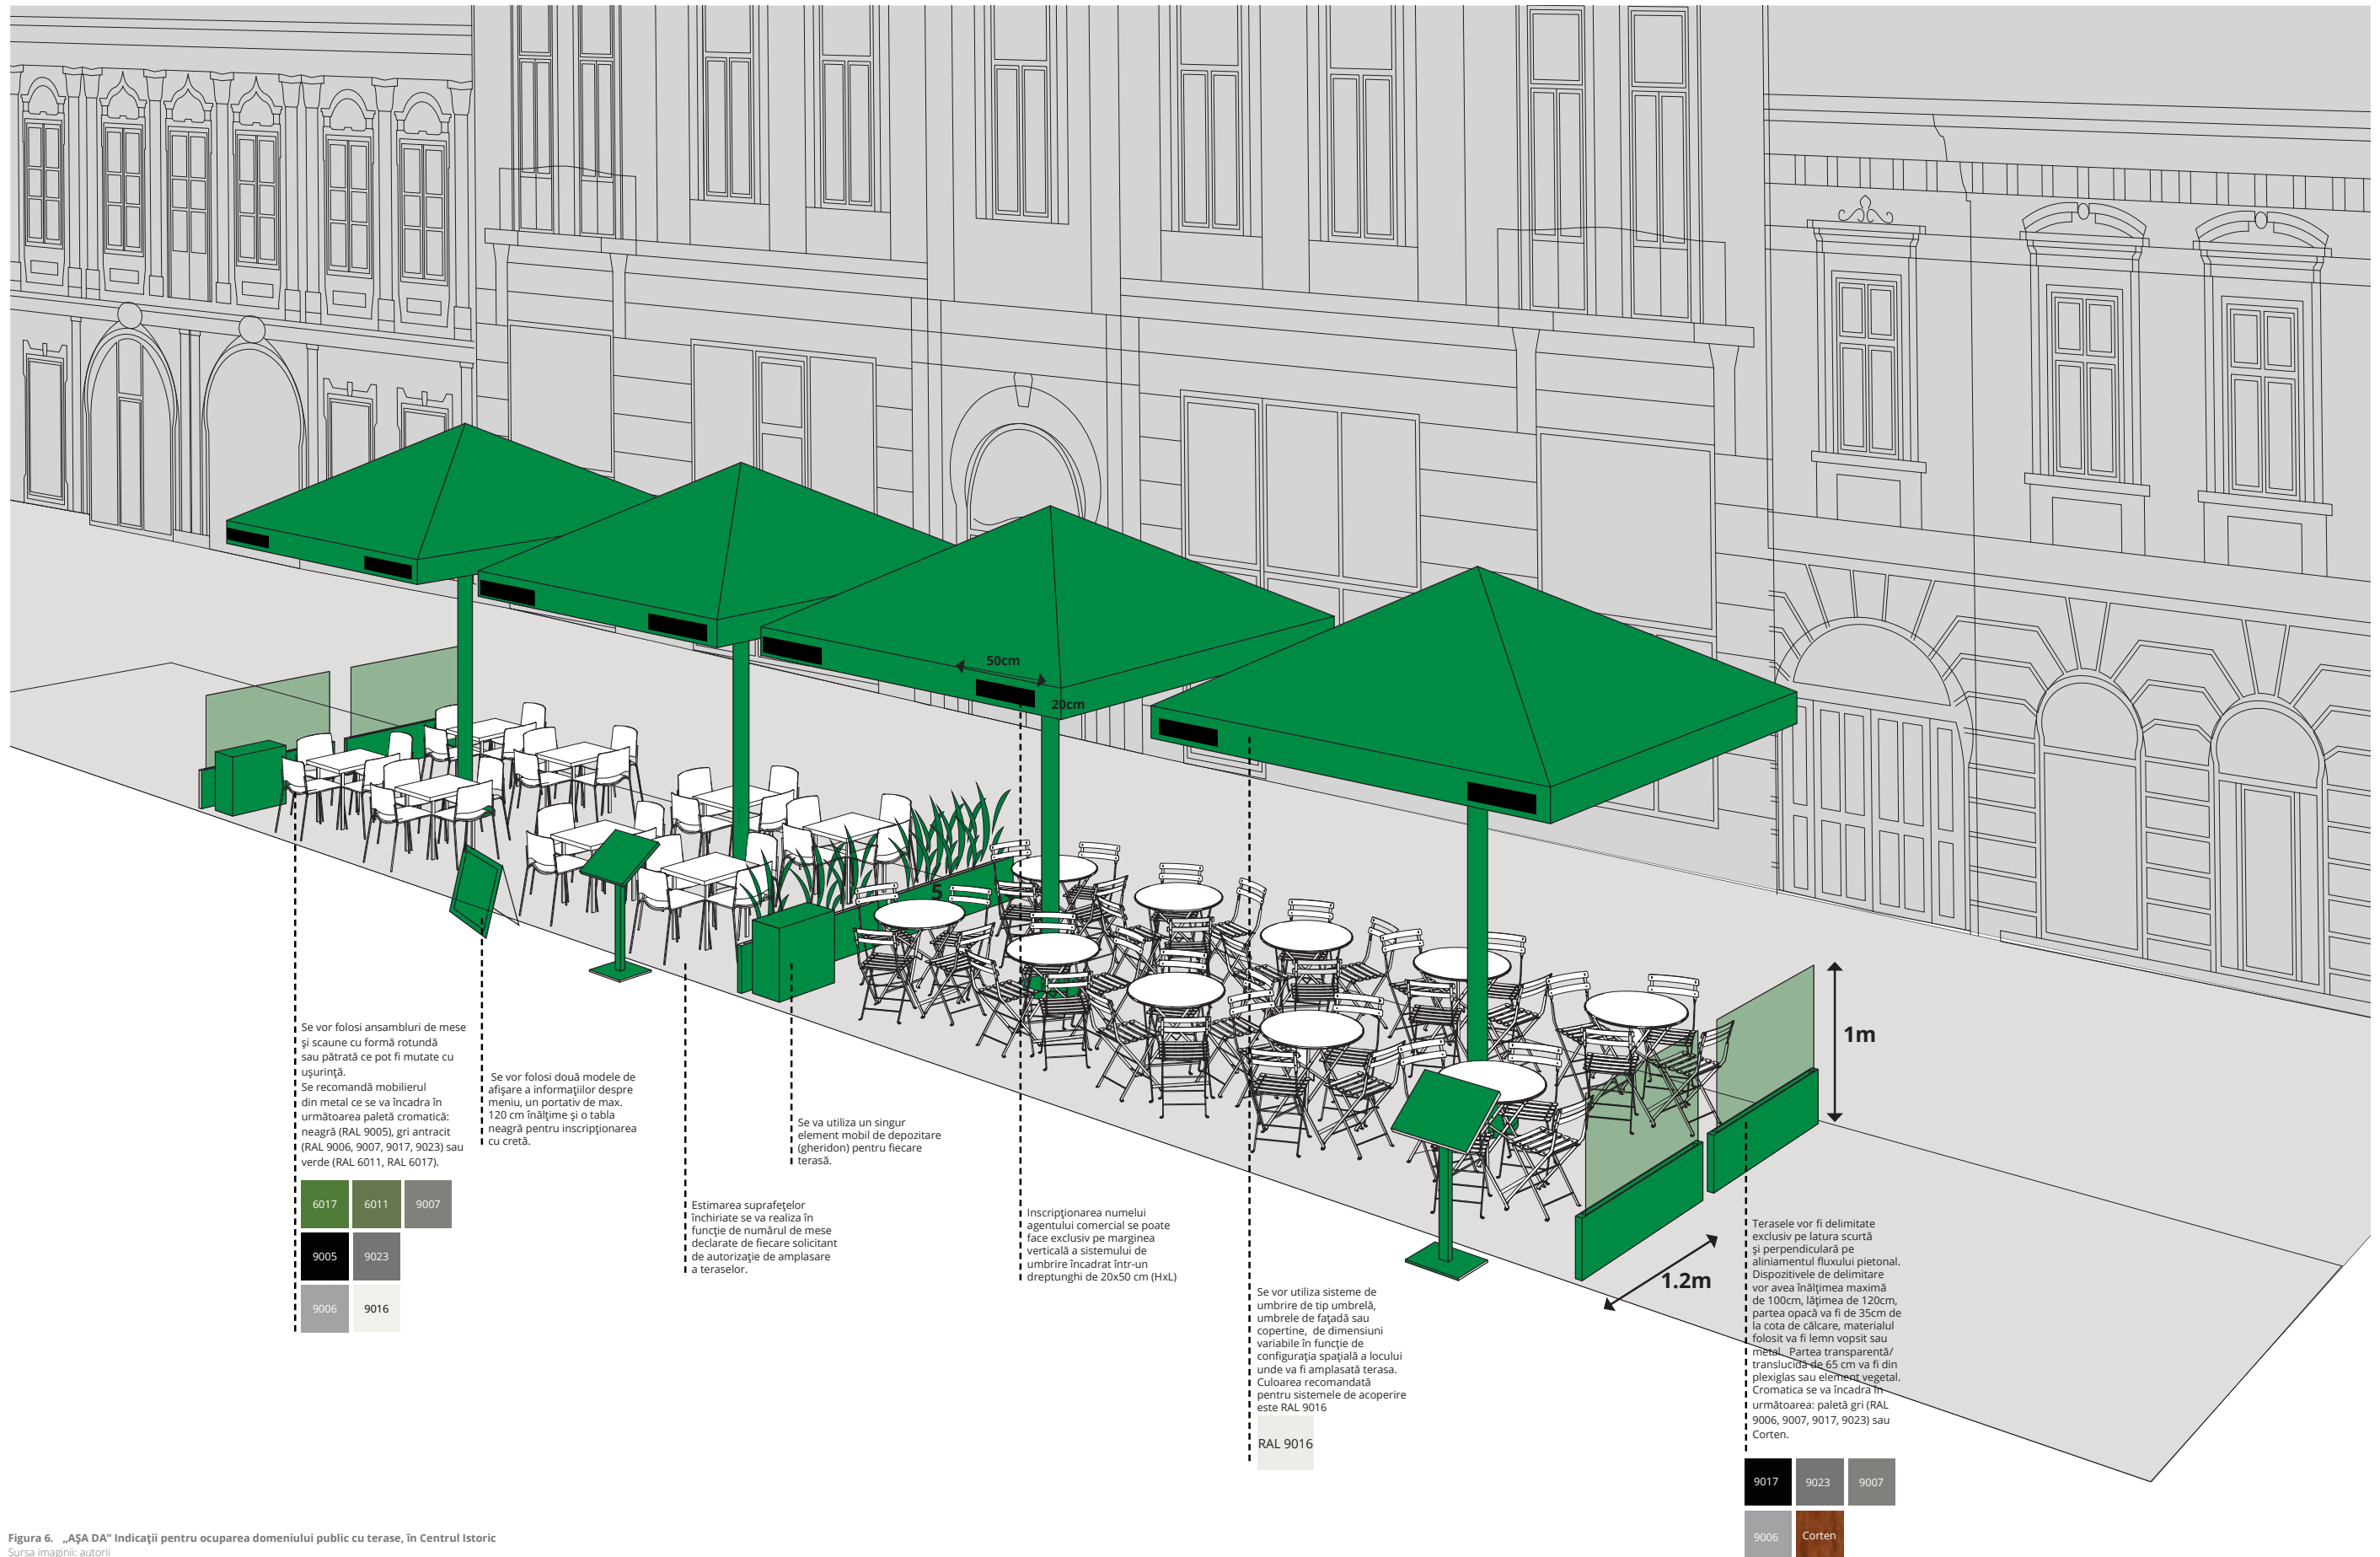 50cm
20cm
5
1m
1.2m
Se vor folosi ansambluri de mese
şi scaune cu formă rotundă
sau pătrată ce pot fi mutate cu
uşurinţă.
Se recomandă mobilierul
din metal ce se va încadra în
următoarea paletă cromatică:
neagră (RAL 9005), gri antracit
(RAL 9006, 9007, 9017, 9023) sau
verde (RAL 6011, RAL 6017).
6017
6011
9007
9005
9023
9006
9016
Se vor folosi două modele de
afişare a informaţiilor despre
meniu, un portativ de max.
120 cm înălţime şi o tabla
neagră pentru inscripţionarea
cu cretă.
Estimarea suprafeţelor
închiriate se va realiza în
funcţie de numărul de mese
declarate de fiecare solicitant
de autorizaţie de amplasare
a teraselor.
Se va utiliza un singur
element mobil de depozitare
(gheridon) pentru fiecare
terasă.
Inscripţionarea numelui
agentului comercial se poate
face exclusiv pe marginea
verticală a sistemului de
umbrire încadrat într-un
dreptunghi de 20x50 cm (HxL)
Se vor utiliza sisteme de
umbrire de tip umbrelă,
umbrele de faţadă sau
copertine, de dimensiuni
variabile în funcţie de
configuraţia spaţială a locului
unde va fi amplasată terasa.
Culoarea recomandată
pentru sistemele de acoperire
este RAL 9016
RAL 9016
Terasele vor fi delimitate
exclusiv pe latura scurtă
şi perpendiculară pe
aliniamentul fluxului pietonal.
Dispozitivele de delimitare
vor avea înălţimea maximă
de 100cm, lăţimea de 120cm,
partea opacă va fi de 35cm de
la cota de călcare, materialul
folosit va fi lemn vopsit sau
metal. Partea transparentă/
translucidă de 65 cm va fi din
plexiglas sau element vegetal.
Cromatica se va încadra în
următoarea: paletă gri (RAL
9006, 9007, 9017, 9023) sau
Corten.
9017
9023
9007
9006
Corten
Figura 6. „AŞA DA” Indicaţii pentru ocuparea domeniului public cu terase, în Centrul Istoric
Sursa imaginii: autorii